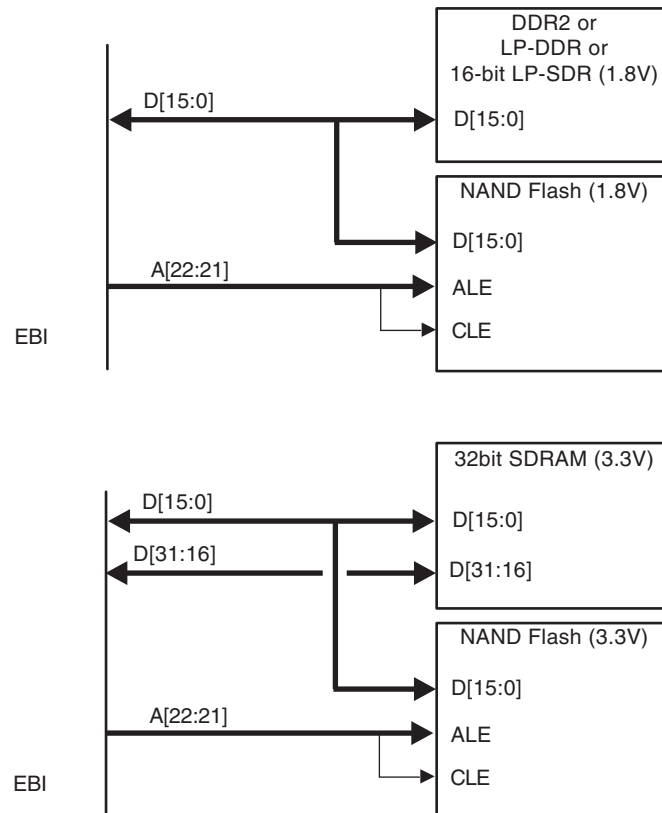 DDR2 or
LP-DDR or
16-bit LP-SDR (1.8V)
D[15:0]
D[15:0]
NAND Flash (1.8V)
D[15:0]
A[22:21]
ALE
EBI
CLE
32bit SDRAM (3.3V)
D[15:0]
D[15:0]
D[31:16]
D[31:16]
NAND Flash (3.3V)
D[15:0]
A[22:21]
ALE
EBI
CLE